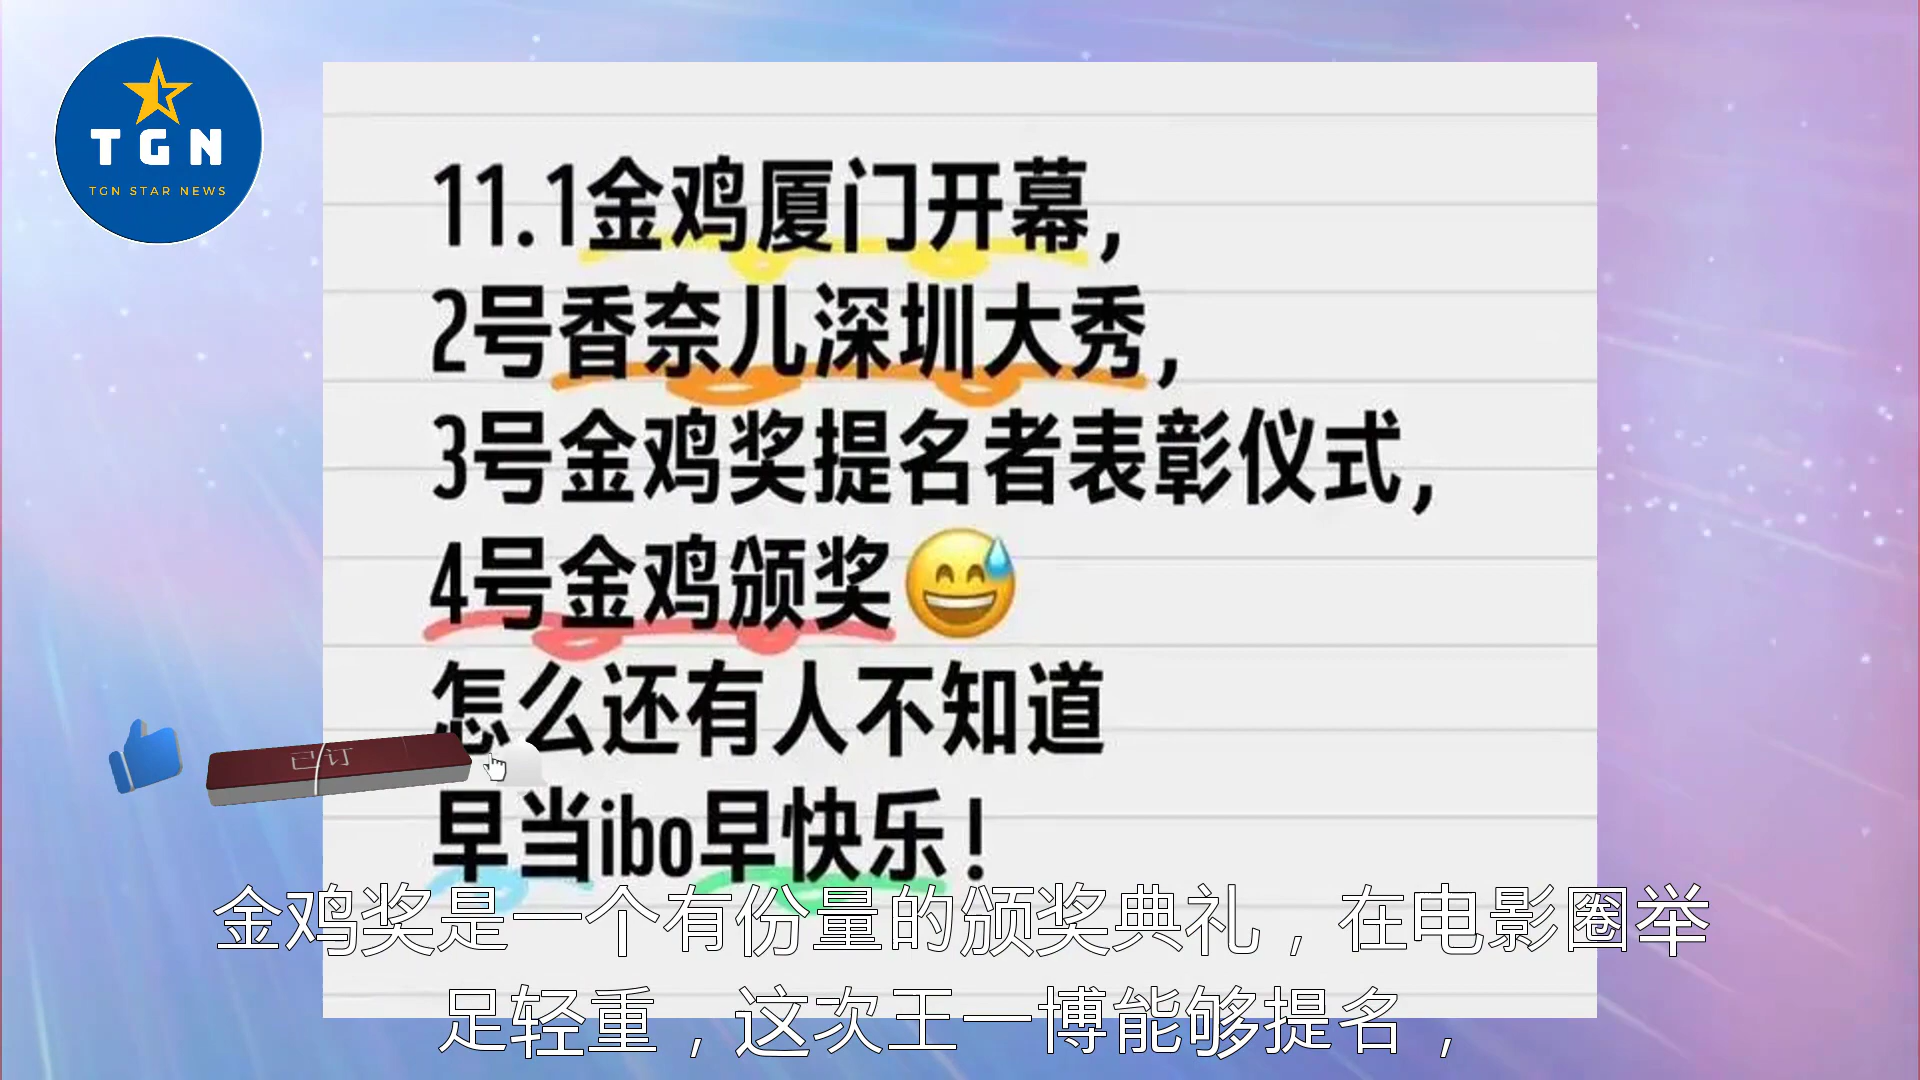 TGN
TGN STAR NEWS
11.1金鸡厦门开幕，
2号香奈儿深圳大秀，
3号金鸡奖提名者表彰仪式，
4号金鸡颁奖😅
怎么还有人不知道
已订
早当ibo早快乐！
金鸡奖是一个有份量的颁奖典礼，在电影圈举
足轻重，这次王一博能够提名，